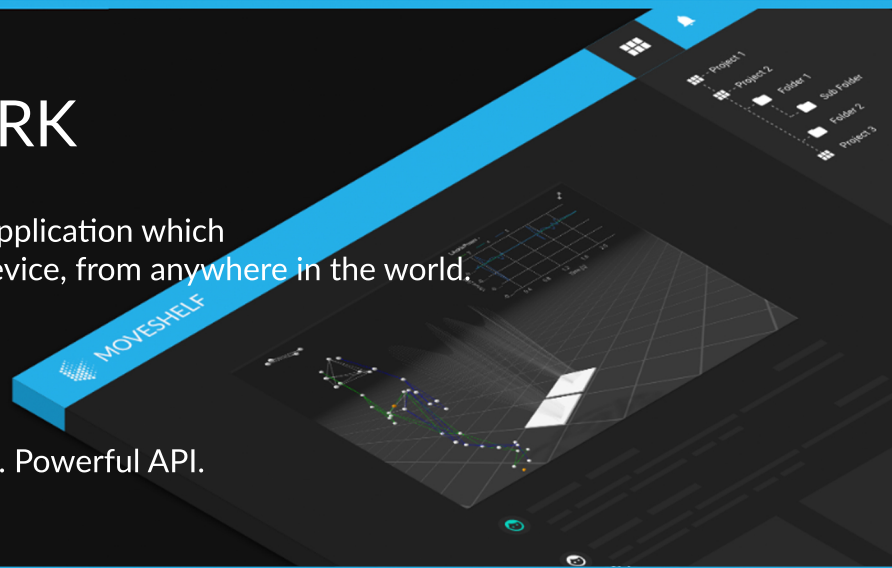 RK
pplication which
evice, from anywhere in the world.
. Powerful API.
MOVESHELF
Project 1
Project 2
Folder 1
Sub Folder
Folder 2
Project 3